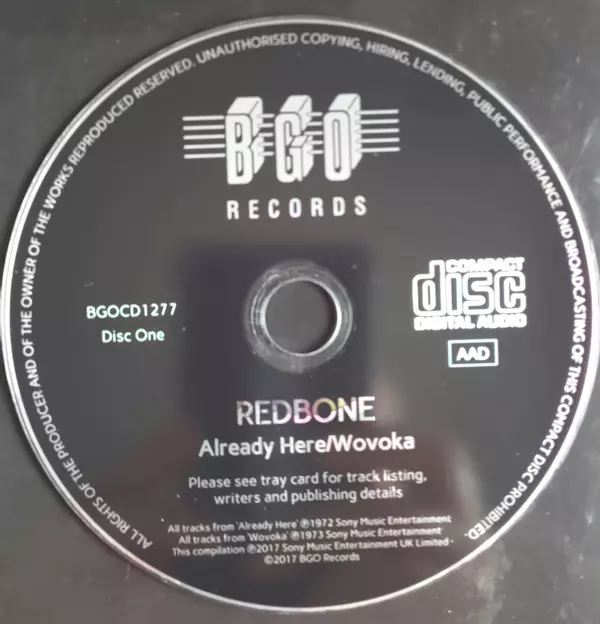 ALL RIGHTS OF THE PRODUCER AND OF THE OWNER OF THE WORKS REPRODUCED RESERVED. UNAUTHORISED COPYING, HIRING, LENDING, PUBLIC PERFORMANCE AND BROADCASTING OF THIS COMPACT DISC PROHIBITED.
BGO
RECORDS
BGOCD1277
Disc One
COMPACT
disc
DIGITAL AUDIO
AAD
REDBONE
Already Here/Wovoka
Please see tray card for track listing,
writers and publishing details
All tracks from 'Already Here' ℗1972 Sony Music Entertainment
All tracks from 'Wovoka' ℗1973 Sony Music Entertainment
This compilation ℗2017 Sony Music Entertainment UK Limited
©2017 BGO Records